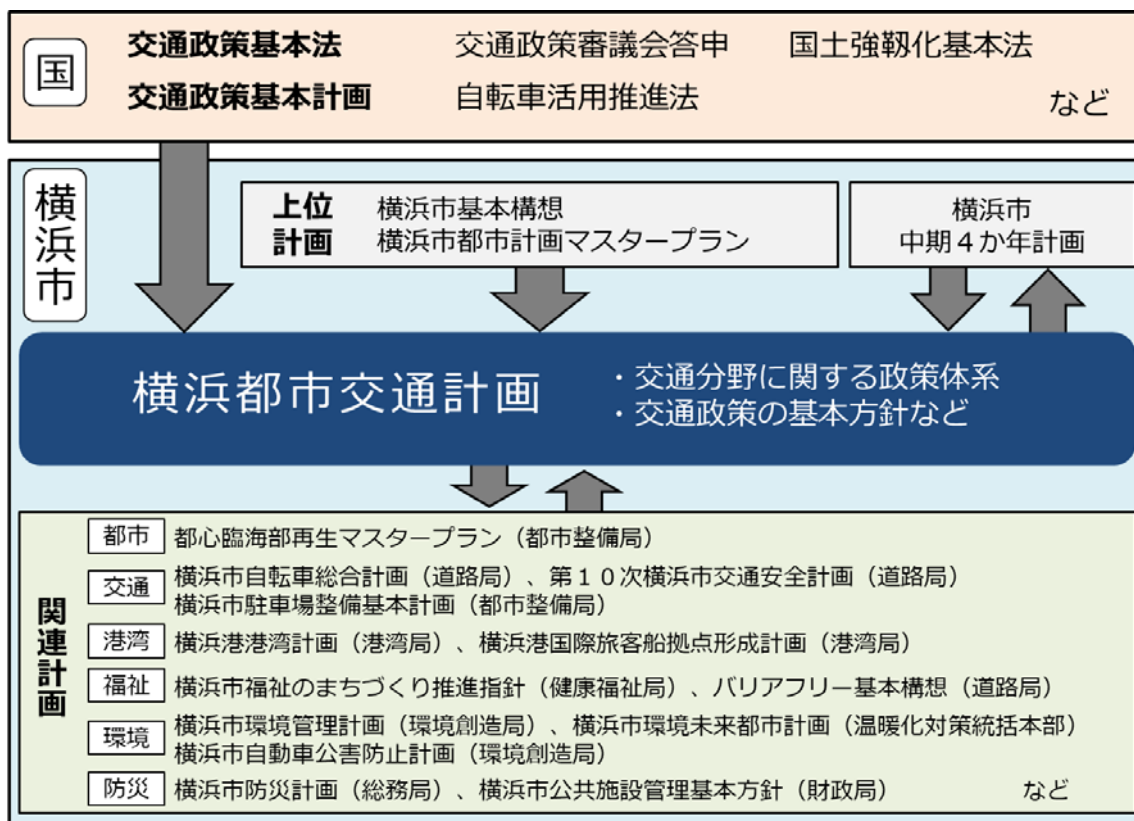 国
交通政策基本法 交通政策審議会答申 国土強靱化基本法
交通政策基本計画 自転車活用推進法 など
横浜市
上位計画
横浜市基本構想
横浜市都市計画マスタープラン
横浜市
中期4か年計画
横浜都市交通計画
・交通分野に関する政策体系
・交通政策の基本方針など
関連計画
都市 都心臨海部再生マスタープラン（都市整備局）
交通 横浜市自転車総合計画（道路局）、第10次横浜市交通安全計画（道路局）
横浜市駐車場整備基本計画（都市整備局）
港湾 横浜港港湾計画（港湾局）、横浜港国際旅客船拠点形成計画（港湾局）
福祉 横浜市福祉のまちづくり推進指針（健康福祉局）、バリアフリー基本構想（道路局）
環境 横浜市環境管理計画（環境創造局）、横浜市環境未来都市計画（温暖化対策統括本部）
横浜市自動車公害防止計画（環境創造局）
防災 横浜市防災計画（総務局）、横浜市公共施設管理基本方針（財政局） など